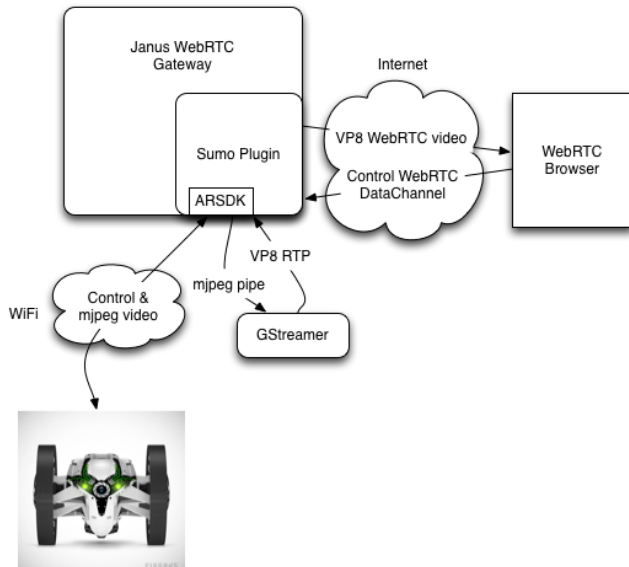 Janus WebRTC
Gateway
Internet
Sumo Plugin
VP8 WebRTC video
WebRTC
Browser
Control WebRTC
DataChannel
ARSDK
VP8 RTP
mjpeg pipe
WiFi
Control &
mjpeg video
GStreamer